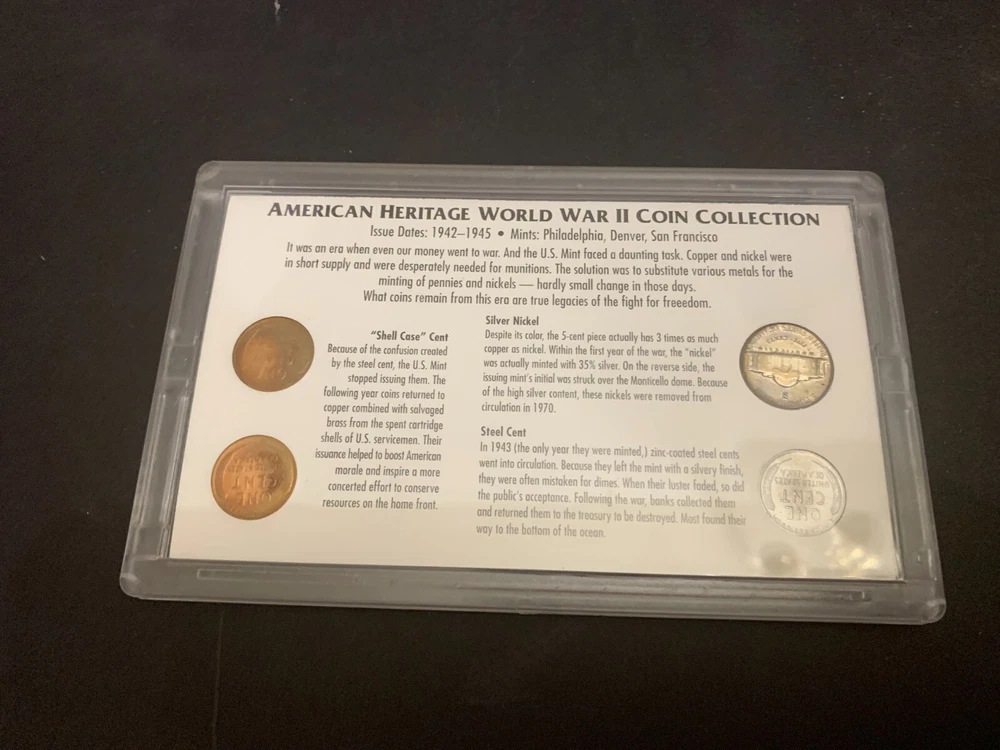 AMERICAN HERITAGE WORLD WAR II COIN COLLECTION
Issue Dates: 1942–1945 • Mints: Philadelphia, Denver, San Francisco
It was an era when even our money went to war. And the U.S. Mint faced a daunting task. Copper and nickel were
in short supply and were desperately needed for munitions. The solution was to substitute various metals for the
minting of pennies and nickels — hardly small change in those days.
What coins remain from this era are true legacies of the fight for freeedom.
"Shell Case" Cent
Because of the confusion created
by the steel cent, the U.S. Mint
stopped issuing them. The
following year coins returned to
copper combined with salvaged
brass from the spent cartridge
shells of U.S. servicemen. Their
issuance helped to boost American
morale and inspire a more
concerted effort to conserve
resources on the home front.
Silver Nickel
Despite its color, the 5-cent piece actually has 3 times as much
copper as nickel. Within the first year of the war, the "nickel"
was actually minted with 35% silver. On the reverse side, the
issuing mint's initial was struck over the Monticello dome. Because
of the high silver content, these nickels were removed from
circulation in 1970.
Steel Cent
In 1943 (the only year they were minted,) zinc-coated steel cents
went into circulation. Because they left the mint with a silvery finish,
they were often mistaken for dimes. When their luster faded, so did
the public's acceptance. Following the war, banks collected them
and returned them to the treasury to be destroyed. Most found their
way to the bottom of the ocean.
ONE
CENT
S
ONE
CENT
UNITED STATES
OF AMERICA